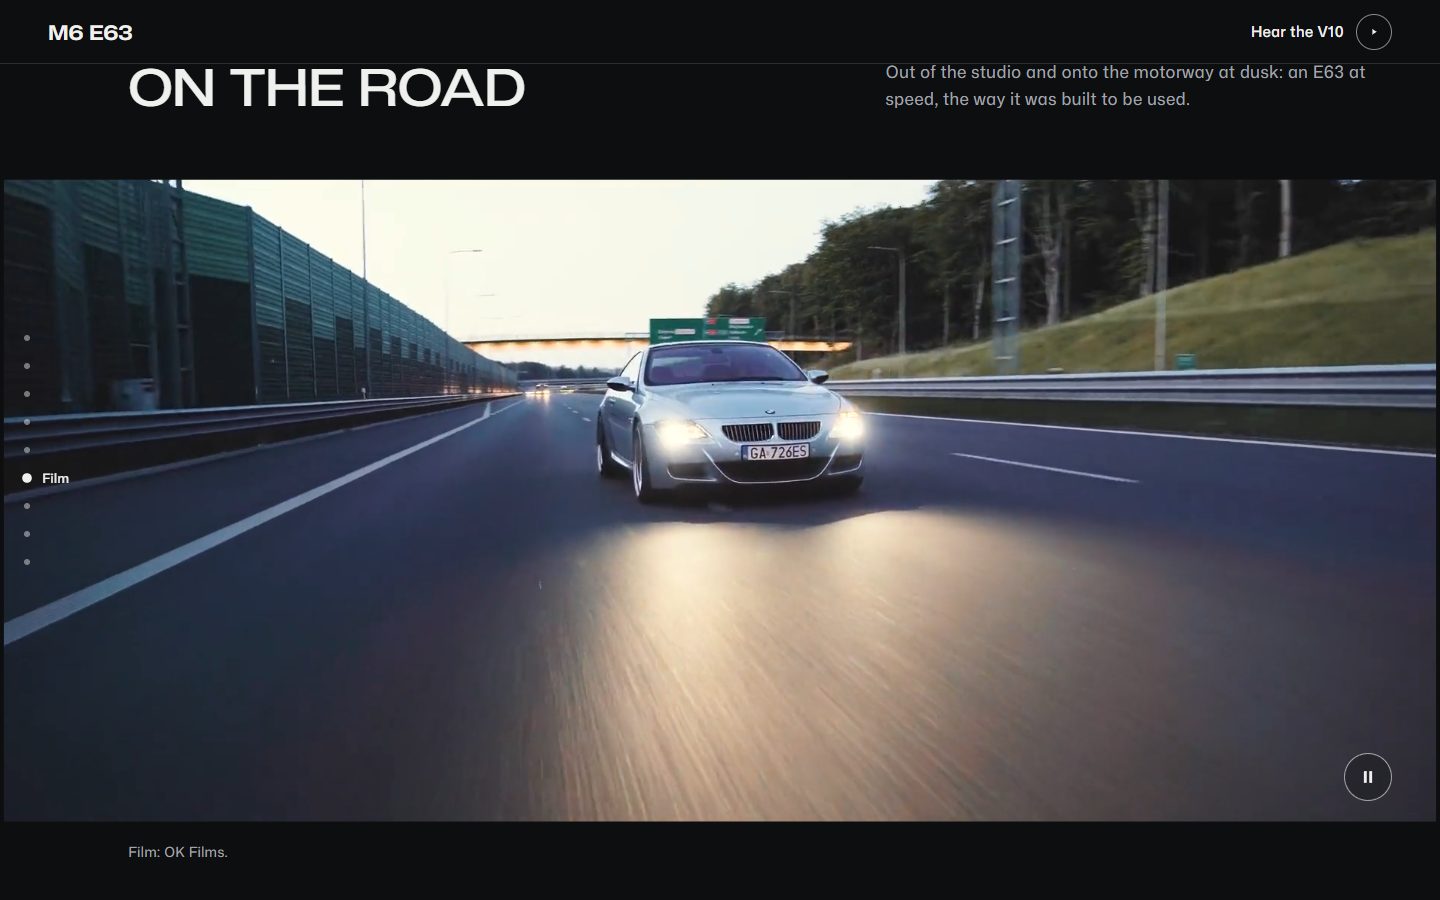 M6 E63
Hear the V10
ON THE ROAD
Out of the studio and onto the motorway at dusk: an E63 at
speed, the way it was built to be used.
GA 726ES
Film
Film: OK Films.